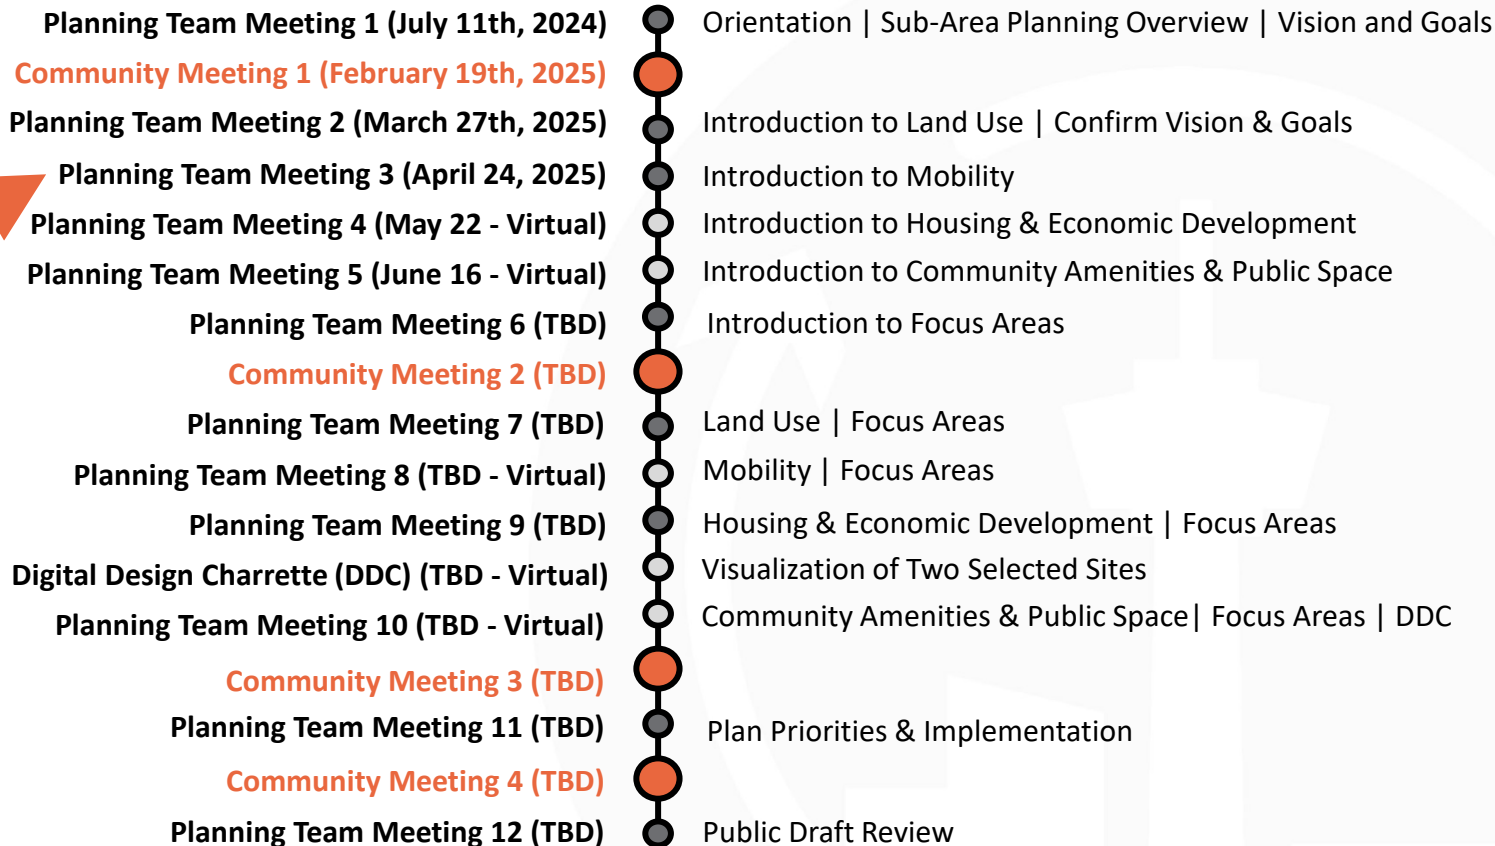 Planning Team Meeting 1 (July 11th, 2024) Orientation | Sub-Area Planning Overview | Vision and Goals
Community Meeting 1 (February 19th, 2025)
Planning Team Meeting 2 (March 27th, 2025) Introduction to Land Use | Confirm Vision & Goals
Planning Team Meeting 3 (April 24, 2025) Introduction to Mobility
Planning Team Meeting 4 (May 22 - Virtual) Introduction to Housing & Economic Development
Planning Team Meeting 5 (June 16 - Virtual) Introduction to Community Amenities & Public Space
Planning Team Meeting 6 (TBD) Introduction to Focus Areas
Community Meeting 2 (TBD)
Planning Team Meeting 7 (TBD) Land Use | Focus Areas
Planning Team Meeting 8 (TBD - Virtual) Mobility | Focus Areas
Planning Team Meeting 9 (TBD) Housing & Economic Development | Focus Areas
Digital Design Charrette (DDC) (TBD - Virtual) Visualization of Two Selected Sites
Planning Team Meeting 10 (TBD - Virtual) Community Amenities & Public Space| Focus Areas | DDC
Community Meeting 3 (TBD)
Planning Team Meeting 11 (TBD) Plan Priorities & Implementation
Community Meeting 4 (TBD)
Planning Team Meeting 12 (TBD) Public Draft Review